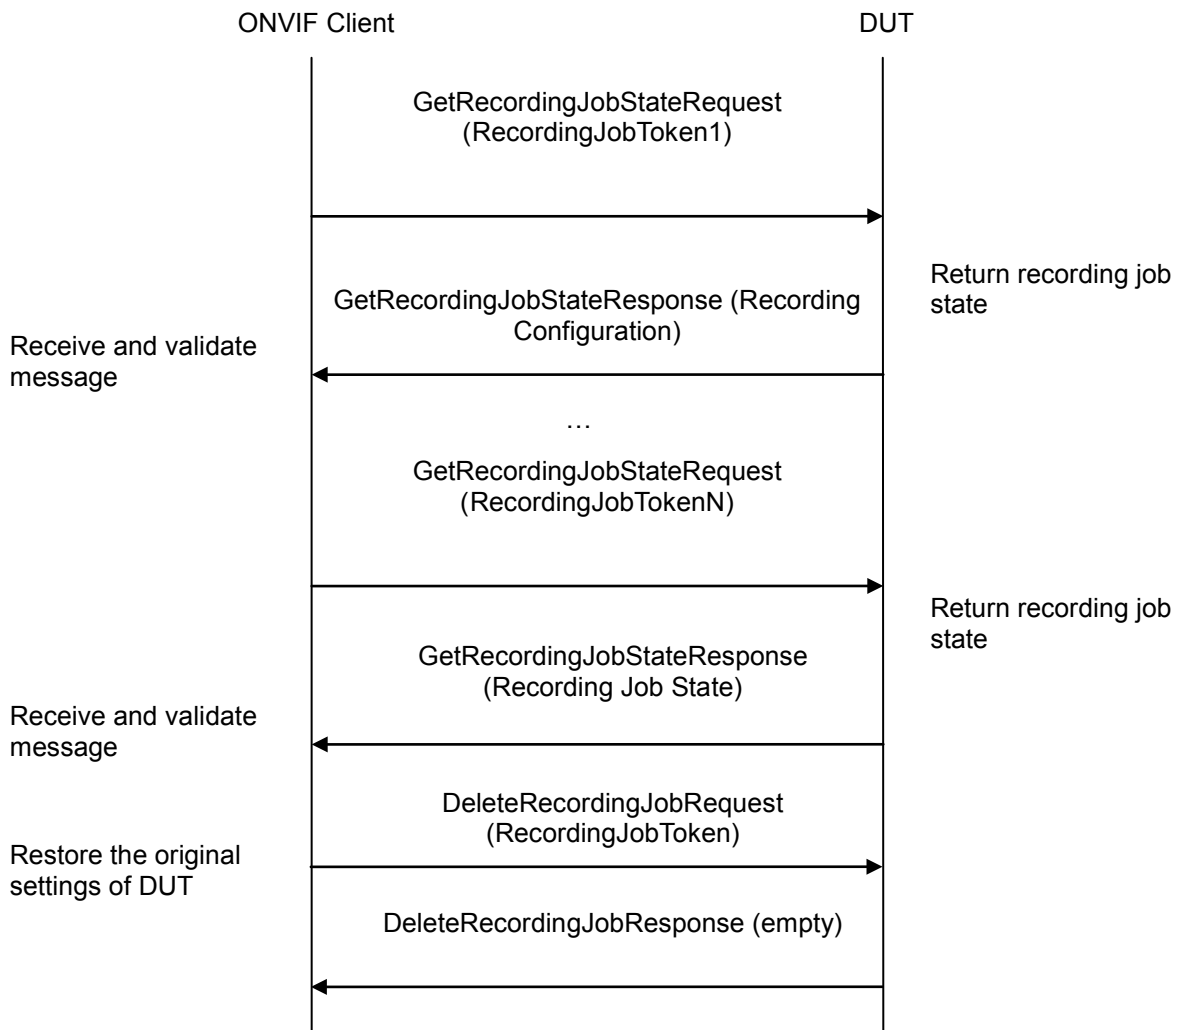 ONVIF Client
DUT
GetRecordingJobStateRequest
(RecordingJobToken1)
Return recording job
state
GetRecordingJobStateResponse (Recording
Configuration)
Receive and validate
message
…
GetRecordingJobStateRequest
(RecordingJobTokenN)
Return recording job
state
GetRecordingJobStateResponse
(Recording Job State)
Receive and validate
message
DeleteRecordingJobRequest
(RecordingJobToken)
Restore the original
settings of DUT
DeleteRecordingJobResponse (empty)